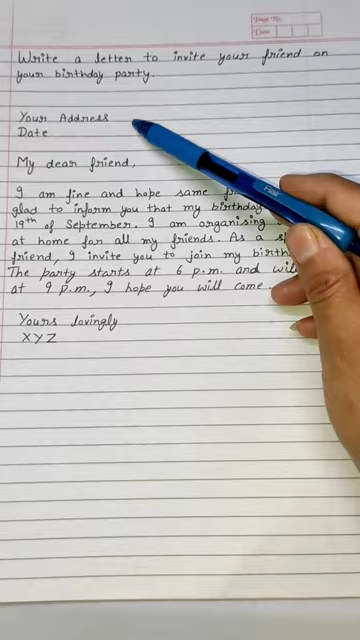 Page No.
Date
Write a letter to invite your friend on
your birthday party.
Your Address
Date
My dear friend,
I am fine and hope same
glad to inform you that my birthday
19th of September. I am organising
at home for all my friends. As a
friend, I invite you to join my
The party starts at 6 p.m. and
at 9 p.m., I hope you will come
Yours lovingly
XYZ